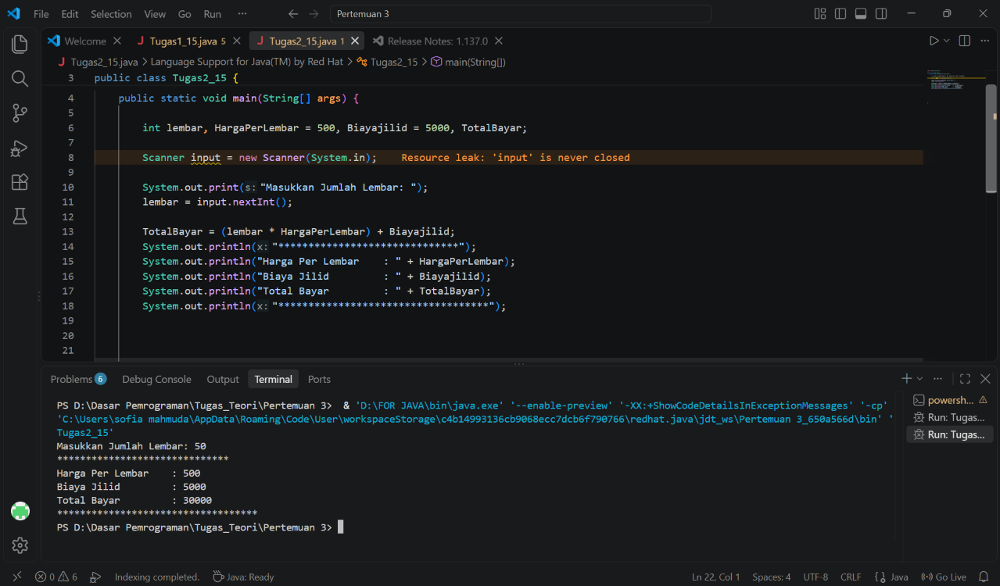 File Edit Selection View Go Run ··· Pertemuan 3
Welcome
Tugas1_15.java 5
Tugas2_15.java 1
Release Notes: 1.137.0
Tugas2_15.java > Language Support for Java(TM) by Red Hat > Tugas2_15 > main(String[])
3 public class Tugas2_15 {
4 public static void main(String[] args) {
5
6 int lembar, HargaPerLembar = 500, Biayajilid = 5000, TotalBayar;
7
8 Scanner input = new Scanner(System.in); Resource leak: 'input' is never closed
9
10 System.out.print(s: "Masukkan Jumlah Lembar: ");
11 lembar = input.nextInt();
12
13 TotalBayar = (lembar * HargaPerLembar) + Biayajilid;
14 System.out.println(x: "******************************");
15 System.out.println("Harga Per Lembar    : " + HargaPerLembar);
16 System.out.println("Biaya Jilid         : " + Biayajilid);
17 System.out.println("Total Bayar         : " + TotalBayar);
18 System.out.println(x: "***********************************");
19
20
21
Problems 6 Debug Console Output Terminal Ports
PS D:\Dasar Pemrograman\Tugas_Teori\Pertemuan 3>  & 'D:\FOR JAVA\bin\java.exe' '--enable-preview' '-XX:+ShowCodeDetailsInExceptionMessages' '-cp'
'C:\Users\sofia mahmuda\AppData\Roaming\Code\User\workspaceStorage\c4b14993136cb9068ecc7dcb6f790766\redhat.java\jdt_ws\Pertemuan 3_650a566d\bin' '
Tugas2_15'
Masukkan Jumlah Lembar: 50
******************************
Harga Per Lembar    : 500
Biaya Jilid         : 5000
Total Bayar         : 30000
***********************************
PS D:\Dasar Pemrograman\Tugas_Teori\Pertemuan 3>
powersh...
Run: Tugas...
Run: Tugas...
0 6 Indexing completed. Java: Ready Ln 22, Col 1 Spaces: 4 UTF-8 CRLF {} Java Go Live